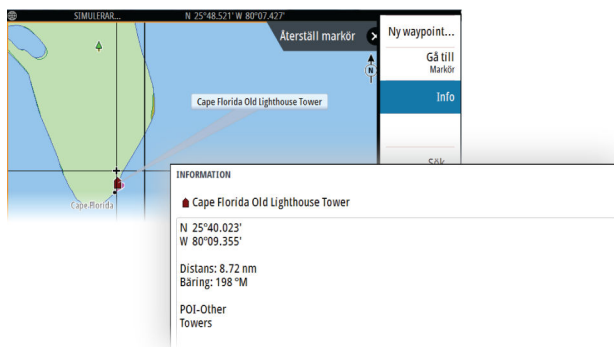 SIMULERAR...
N 25°48.521' W 80°07.427'
Återställ markör
Ny waypoint...
Gå till
Markör
N
Info
Cape Florida Old Lighthouse Tower
Sök
Cape Florida
INFORMATION
Cape Florida Old Lighthouse Tower
N 25°40.023'
W 80°09.355'
Distans: 8.72 nm
Bäring: 198 °M
POI-Other
Towers